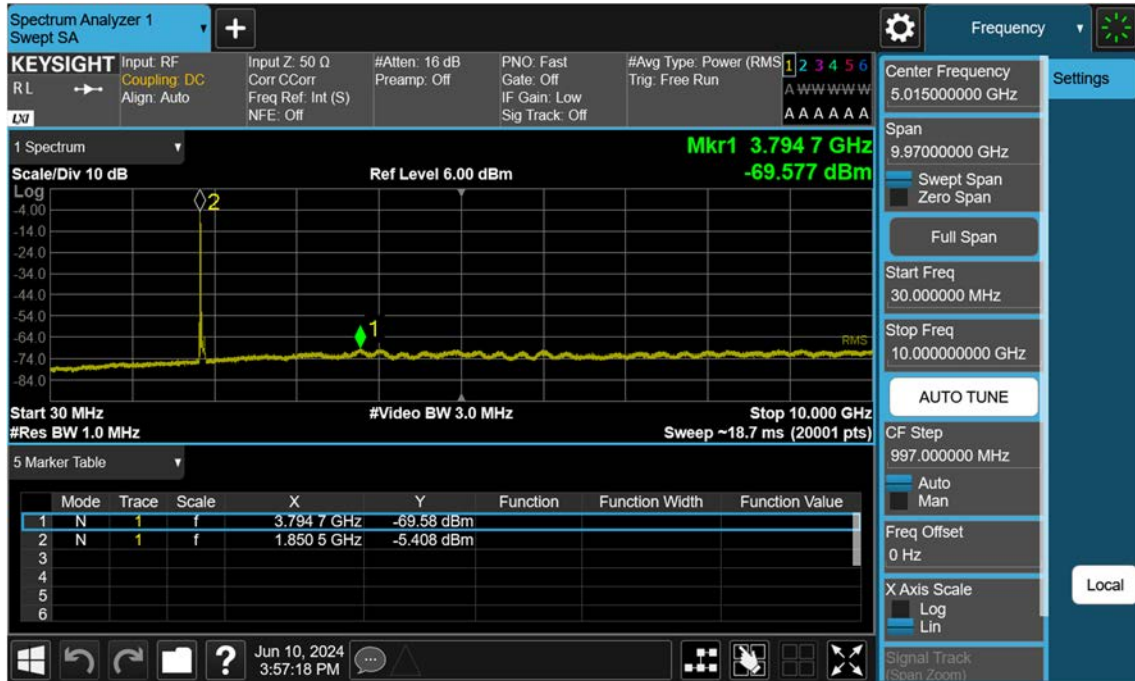 Spectrum Analyzer 1
Swept SA
+
Frequency
KEYSIGHT
RL
LXI
Input: RF
Coupling: DC
Align: Auto
Input Z: 50 Ω
Corr CCorr
Freq Ref: Int (S)
NFE: Off
#Atten: 16 dB
Preamp: Off
PNO: Fast
Gate: Off
IF Gain: Low
Sig Track: Off
#Avg Type: Power (RMS
Trig: Free Run
1 2 3 4 5 6
A W W W W W
A A A A A A
1 Spectrum
Scale/Div 10 dB
Ref Level 6.00 dBm
Mkr1 3.794 7 GHz
-69.577 dBm
Log
-4.00
-14.0
-24.0
-34.0
-44.0
-54.0
-64.0
-74.0
-84.0
2
1
RMS
Start 30 MHz
#Video BW 3.0 MHz
Stop 10.000 GHz
#Res BW 1.0 MHz
Sweep ~18.7 ms (20001 pts)
5 Marker Table
Mode Trace Scale X Y Function Function Width Function Value
1 N 1 f 3.794 7 GHz -69.58 dBm
2 N 1 f 1.850 5 GHz -5.408 dBm
3
4
5
6
?
Jun 10, 2024
3:57:18 PM
Center Frequency
5.015000000 GHz
Span
9.97000000 GHz
Swept Span
Zero Span
Full Span
Start Freq
30.000000 MHz
Stop Freq
10.000000000 GHz
AUTO TUNE
CF Step
997.000000 MHz
Auto
Man
Freq Offset
0 Hz
X Axis Scale
Log
Lin
Signal Track
(Span Zoom)
Settings
Local